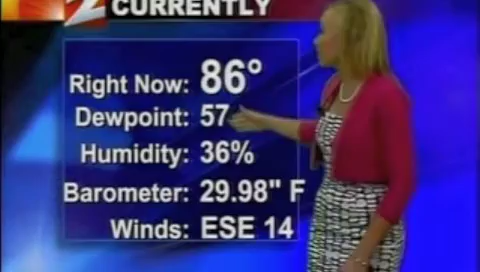 2 CURRENTLY
Right Now: 86°
Dewpoint: 57
Humidity: 36%
Barometer: 29.98" F
Winds: ESE 14